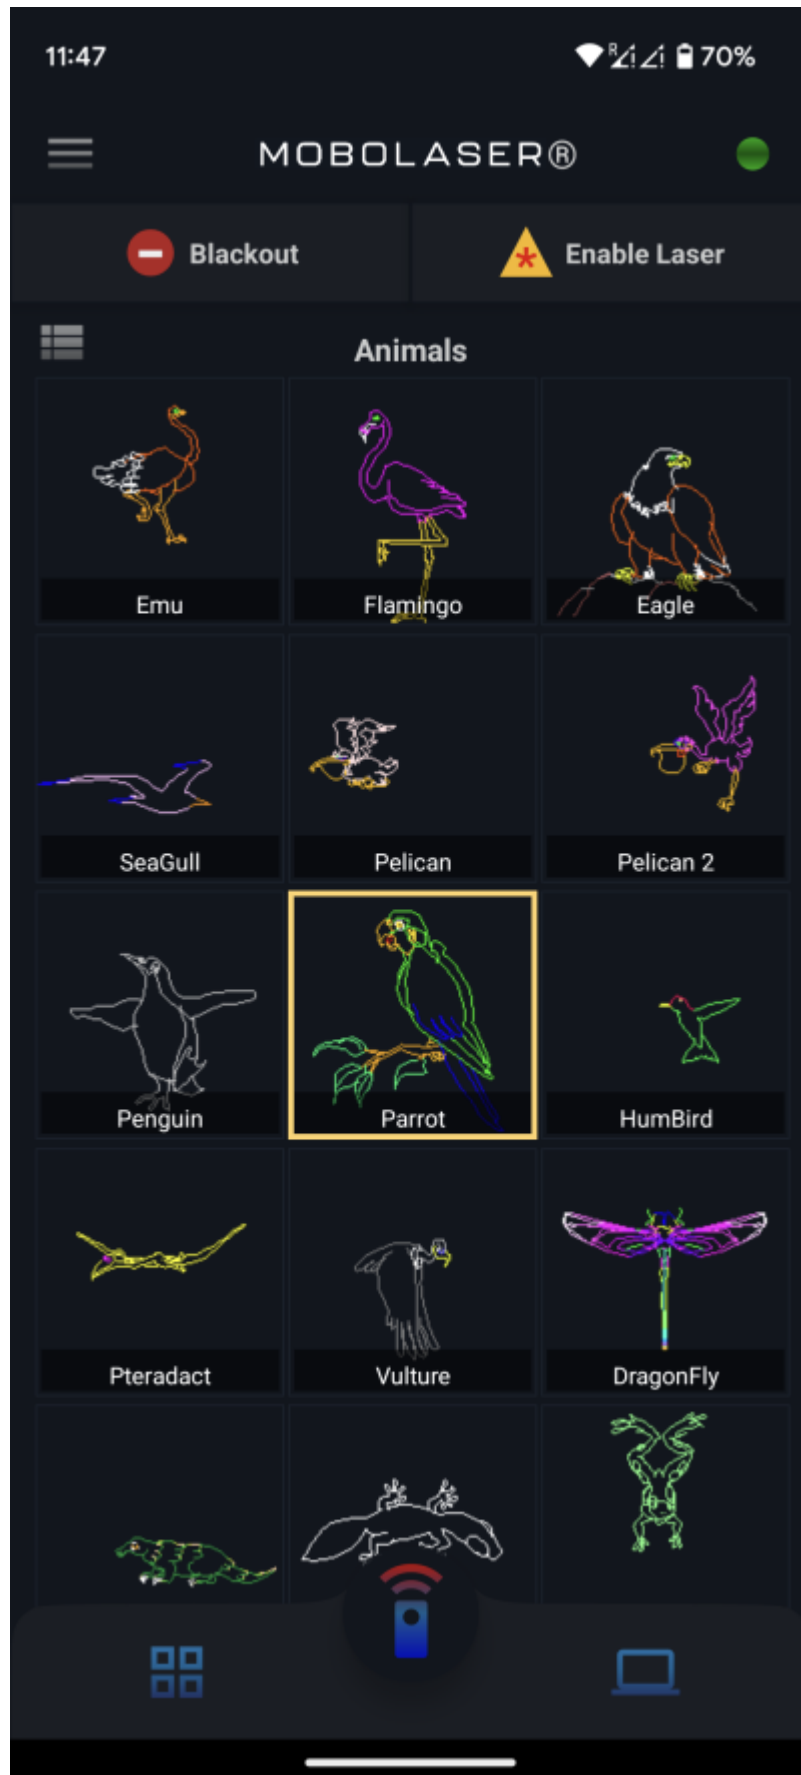 11:47
R 70%
MOBOLASER®
Blackout
Enable Laser
Animals
Emu
Flamingo
Eagle
SeaGull
Pelican
Pelican 2
Penguin
Parrot
HumBird
Pteradact
Vulture
DragonFly